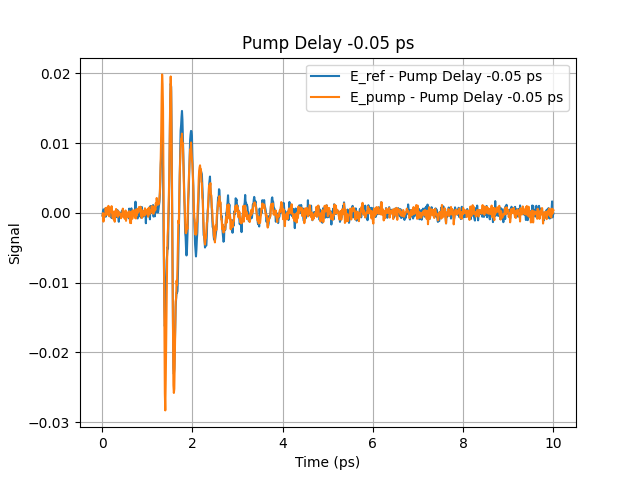 Pump Delay -0.05 ps
E_ref - Pump Delay -0.05 ps
E_pump - Pump Delay -0.05 ps
0.02
0.01
0.00
−0.01
−0.02
−0.03
Signal
0 2 4 6 8 10
Time (ps)